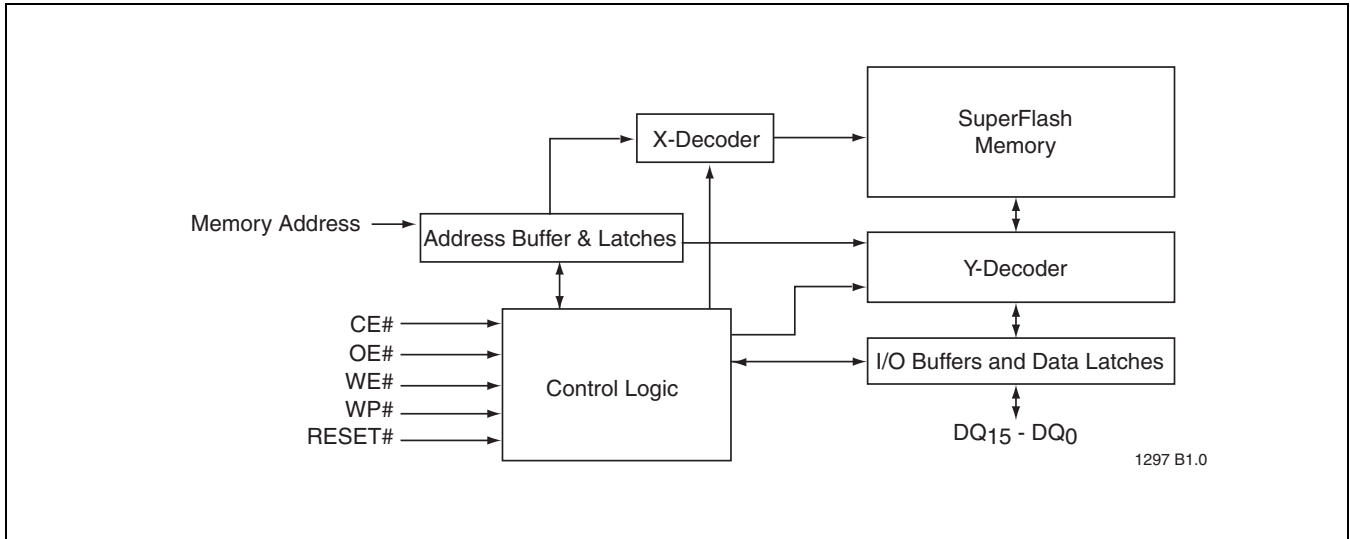 SuperFlash
Memory
X-Decoder
Memory Address
Address Buffer & Latches
Y-Decoder
CE#
OE#
WE#
WP#
RESET#
Control Logic
I/O Buffers and Data Latches
DQ15 - DQ0
1297 B1.0